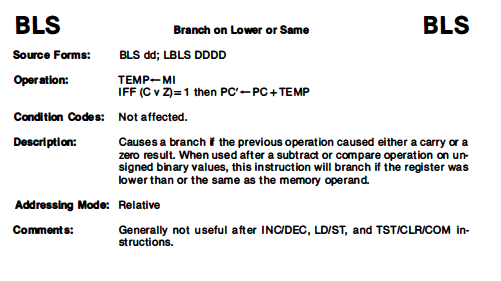 BLS Branch on Lower or Same BLS
Source Forms: BLS dd; LBLS DDDD
Operation: TEMP←MI
IFF (C v Z)=1 then PC′←PC+TEMP
Condition Codes: Not affected.
Description: Causes a branch if the previous operation caused either a carry or a
zero result. When used after a subtract or compare operation on un-
signed binary values, this instruction will branch if the register was
lower than or the same as the memory operand.
Addressing Mode: Relative
Comments: Generally not useful after INC/DEC, LD/ST, and TST/CLR/COM in-
structions.